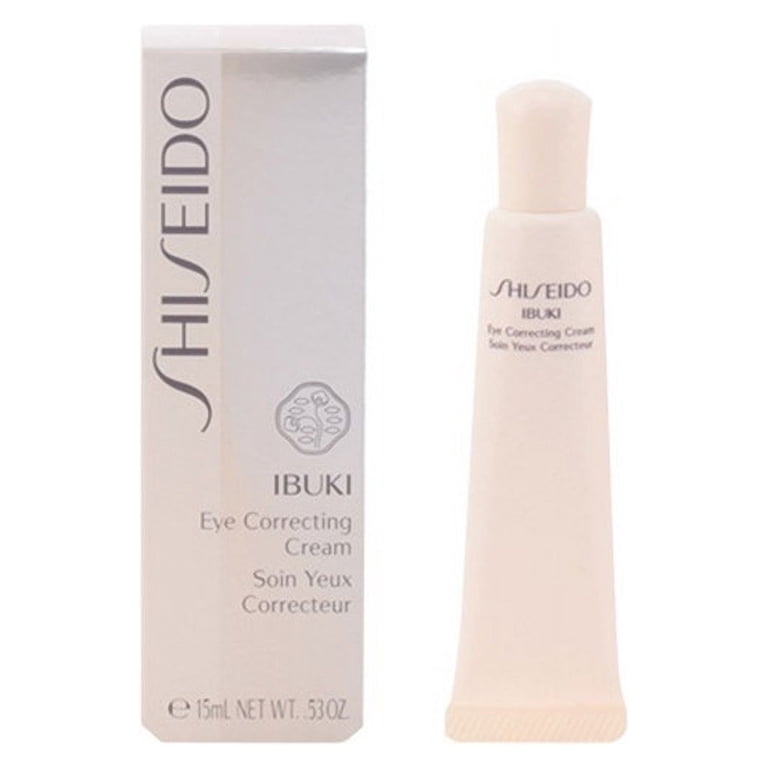 SHISEIDO
IBUKI
Eye Correcting
Cream
Soin Yeux
Correcteur
℮ 15mL NET WT. .53 OZ.
SHISEIDO
IBUKI
Eye Correcting Cream
Soin Yeux Correcteur